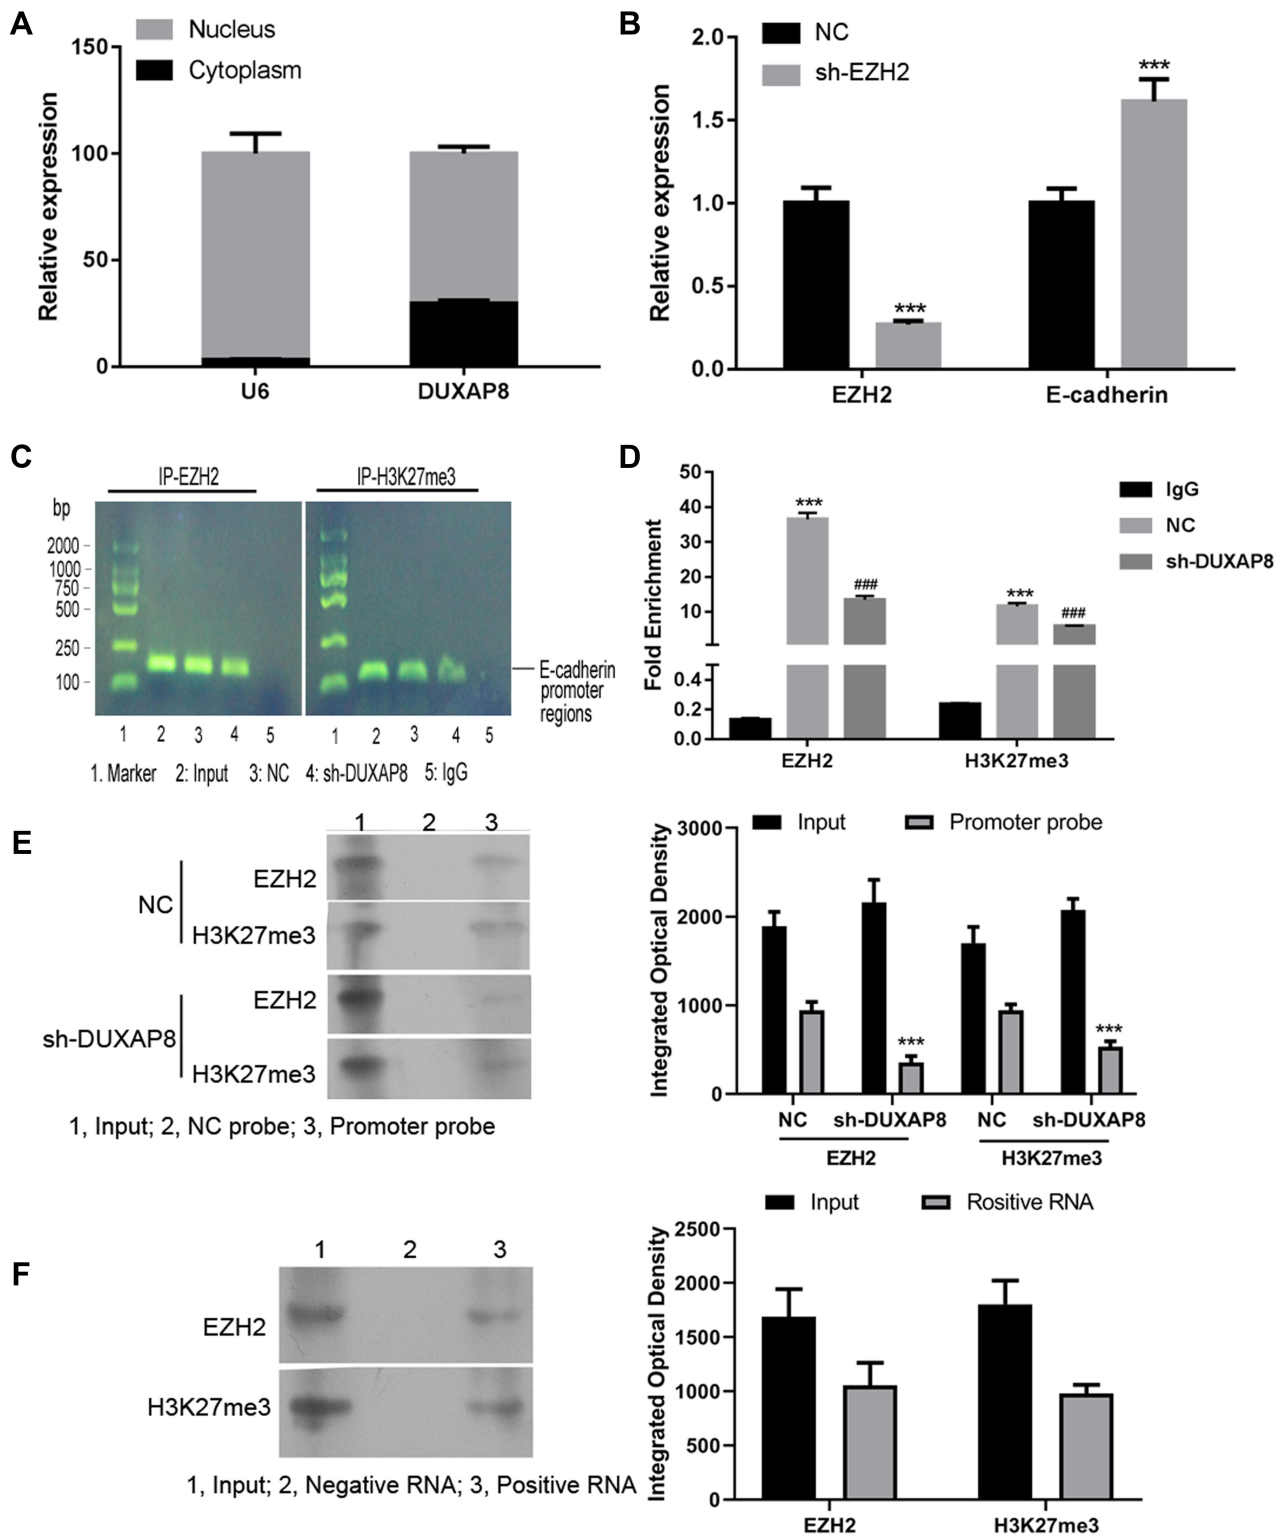 A
Nucleus
Cytoplasm
Relative expression
150
100
50
0
U6
DUXAP8
B
NC
sh-EZH2
Relative expression
2.0
1.5
1.0
0.5
0.0
***
***
EZH2
E-cadherin
C
IP-EZH2
IP-H3K27me3
bp
2000
1000
750
500
250
100
E-cadherin
promoter
regions
1 2 3 4 5
1 2 3 4 5
1. Marker 2: Input 3: NC 4: sh-DUXAP8 5: IgG
D
Fold Enrichment
50
40
30
20
10
0.4
0.2
0.0
***
###
***
###
IgG
NC
sh-DUXAP8
EZH2
H3K27me3
E
1 2 3
NC
EZH2
H3K27me3
sh-DUXAP8
EZH2
H3K27me3
1, Input; 2, NC probe; 3, Promoter probe
Input
Promoter probe
Integrated Optical Density
3000
2000
1000
0
***
***
NC sh-DUXAP8 NC sh-DUXAP8
EZH2 H3K27me3
F
1 2 3
EZH2
H3K27me3
1, Input; 2, Negative RNA; 3, Positive RNA
Input
Rositive RNA
Integrated Optical Density
2500
2000
1500
1000
500
0
EZH2
H3K27me3